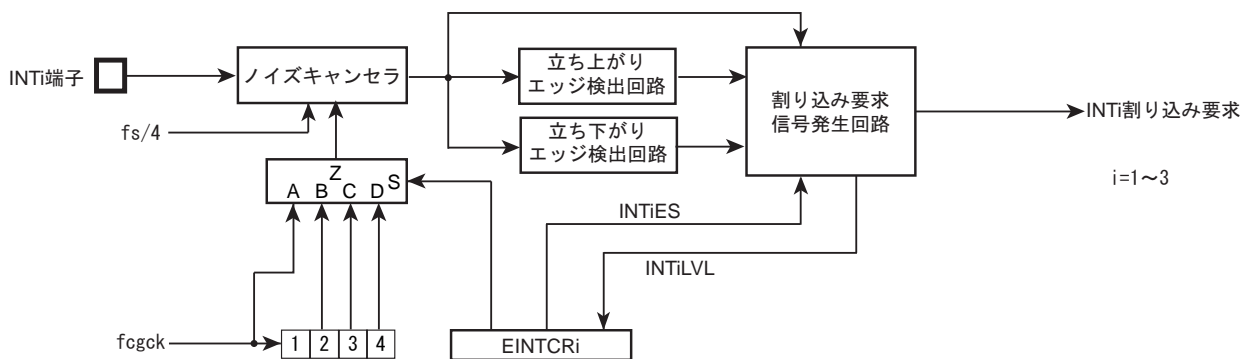 INTi端子
ノイズキャンセラ
立ち上がり
エッジ検出回路
立ち下がり
エッジ検出回路
割り込み要求
信号発生回路
INTi割り込み要求
i=1～3
fs/4
Z
A B C D S
INTiES
INTiLVL
fcgck
1 2 3 4
EINTCRi